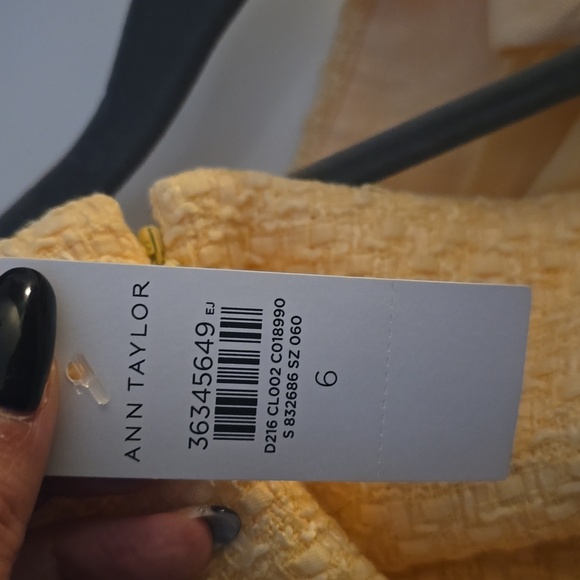 ANN TAYLOR
36345649 EJ
D216 CL002 C018990
S 832686 SZ 060
6